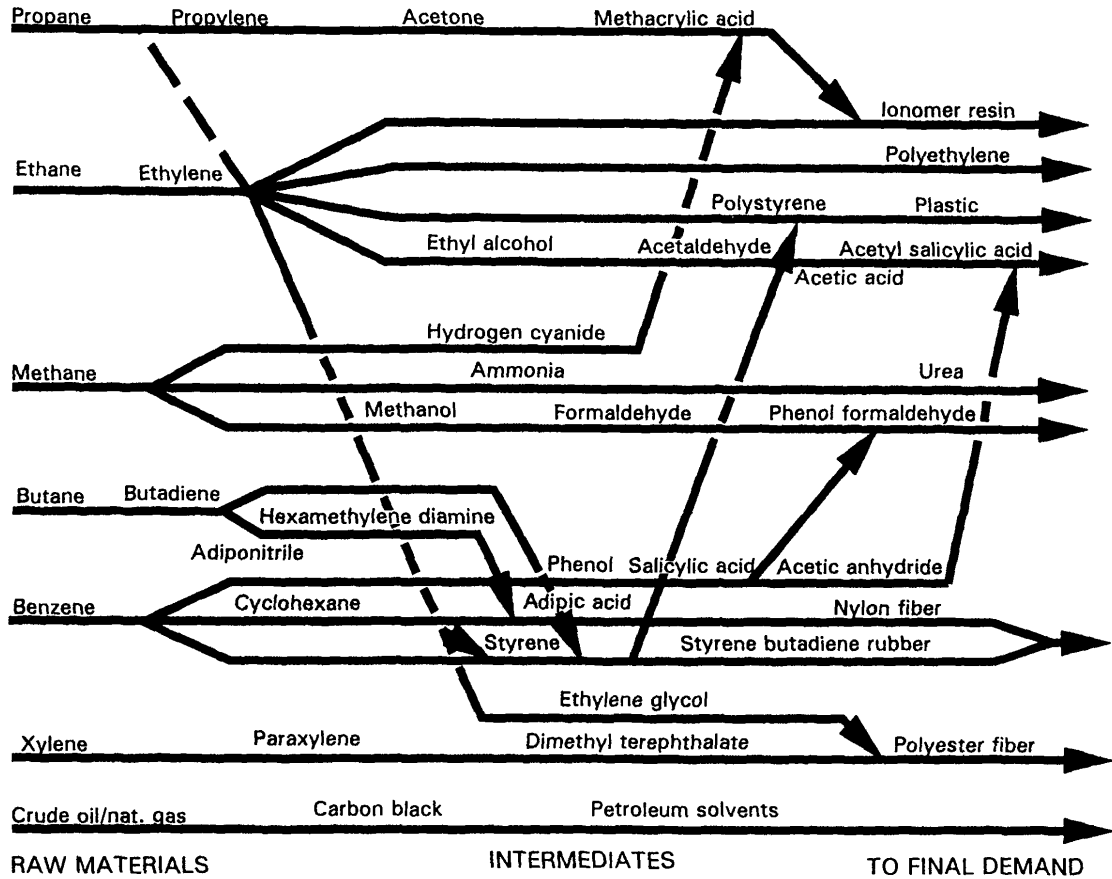 Propane Propylene Acetone Methacrylic acid
Ionomer resin
Ethane Ethylene Polyethylene
Polystyrene Plastic
Ethyl alcohol Acetaldehyde Acetyl salicylic acid
Acetic acid
Hydrogen cyanide
Methane Ammonia Urea
Methanol Formaldehyde Phenol formaldehyde
Butane Butadiene
Hexamethylene diamine
Adiponitrile
Phenol Salicylic acid Acetic anhydride
Benzene Cyclohexane Adipic acid Nylon fiber
Styrene Styrene butadiene rubber
Ethylene glycol
Xylene Paraxylene Dimethyl terephthalate Polyester fiber
Crude oil/nat. gas Carbon black Petroleum solvents
RAW MATERIALS INTERMEDIATES TO FINAL DEMAND